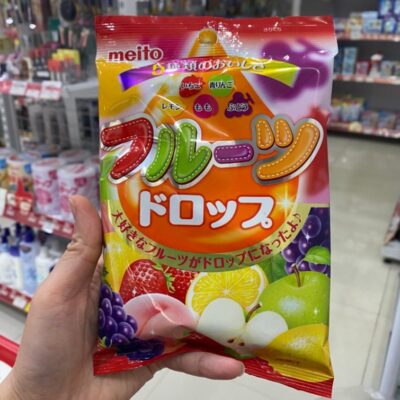 meito
6種類のおいしさ
いちご 青りんご
レモン もも ぶどう
フルーツ
ドロップ
大好きなフルーツがドロップになったよ♪